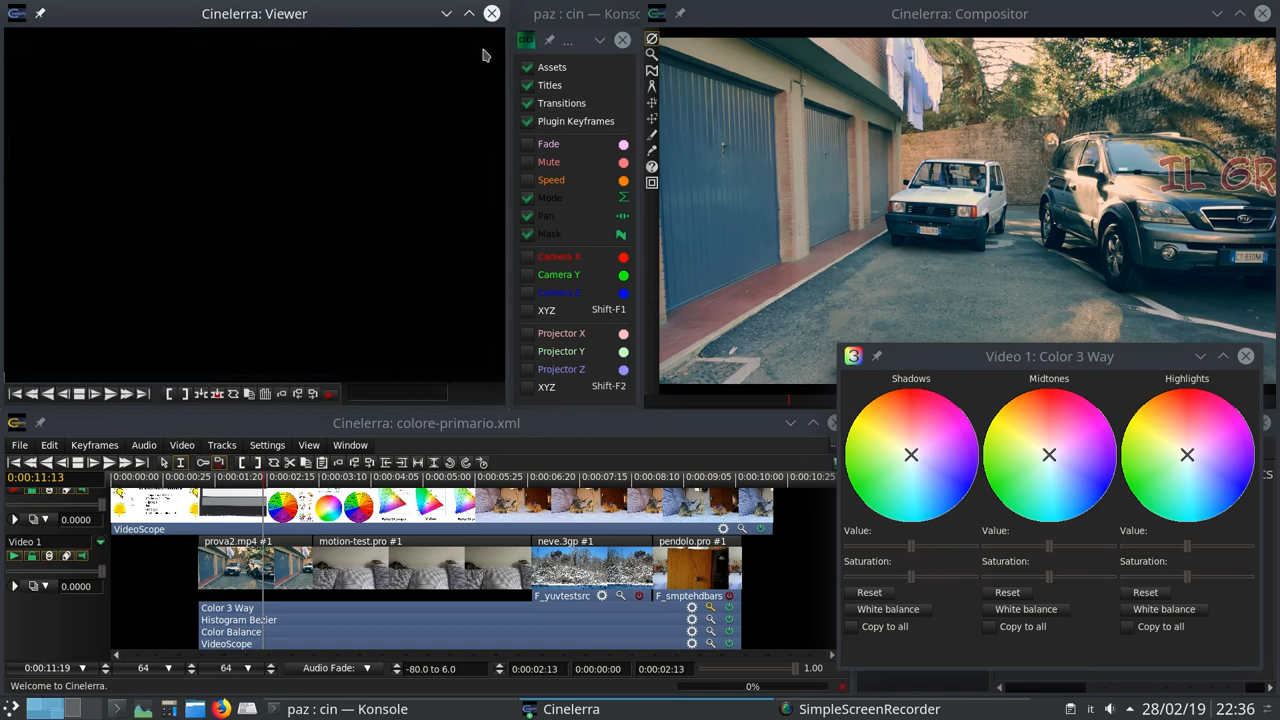 Cinelerra: Viewer
paz : cin — Konsc
Cinelerra: Compositor
...
Assets
Titles
Transitions
Plugin Keyframes
Fade
Mute
Speed
Mode
Pan
Mask
Camera X
Camera Y
Camera Z
XYZ Shift-F1
Projector X
Projector Y
Projector Z
XYZ Shift-F2
IL GR
Video 1: Color 3 Way
Shadows Midtones Highlights
Value: Value: Value:
Saturation: Saturation: Saturation:
Reset Reset Reset
White balance White balance White balance
Copy to all Copy to all Copy to all
Cinelerra: colore-primario.xml
File Edit Keyframes Audio Video Tracks Settings View Window
0:00:11:13
0:00:00:00 0:00:00:25 0:00:01:20 0:00:02:15 0:00:03:10 0:00:04:05 0:00:05:00 0:00:05:25 0:00:06:20 0:00:07:15 0:00:08:10 0:00:09:05 0:00:10:00 0:00:10:25
0.0000
VideoScope
Video 1
prova2.mp4 #1 motion-test.pro #1 neve.3gp #1 pendolo.pro #1
0.0000
F_yuvtestsrc F_smptehdbars
Color 3 Way
Histogram Bezier
Color Balance
VideoScope
0:00:11:19 64 64 Audio Fade: -80.0 to 6.0 0:00:02:13 0:00:00:00 0:00:02:13 1.00
Welcome to Cinelerra.
0%
paz : cin — Konsole
Cinelerra
SimpleScreenRecorder
it
28/02/19
22:36